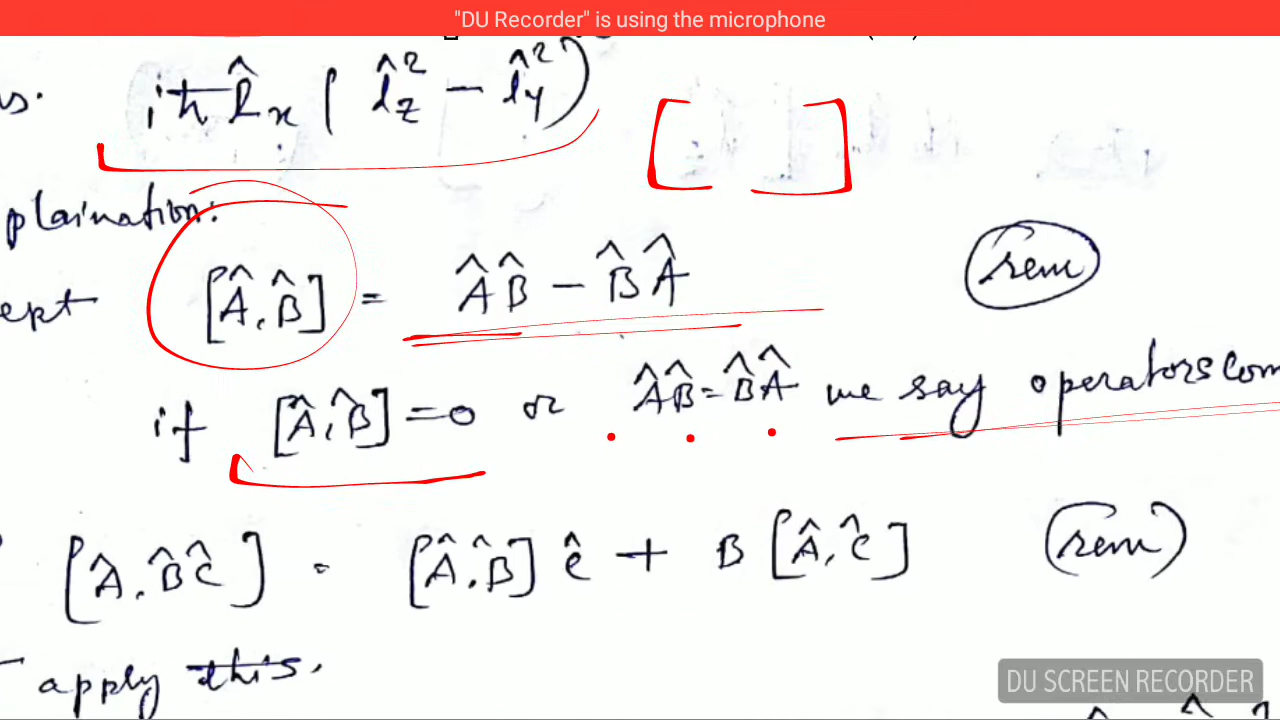 "DU Recorder" is using the microphone
s. iħ L̂x ( l̂z² − l̂y² )
plaination:
ept [Â, B̂] = ÂB̂ − B̂Â rem
if [Â, B̂] = 0 or ÂB̂ = B̂Â we say operators com
[Â, B̂Ĉ] = [Â, B̂] Ĉ + B [Â, Ĉ] (rem)
apply this.
DU SCREEN RECORDER